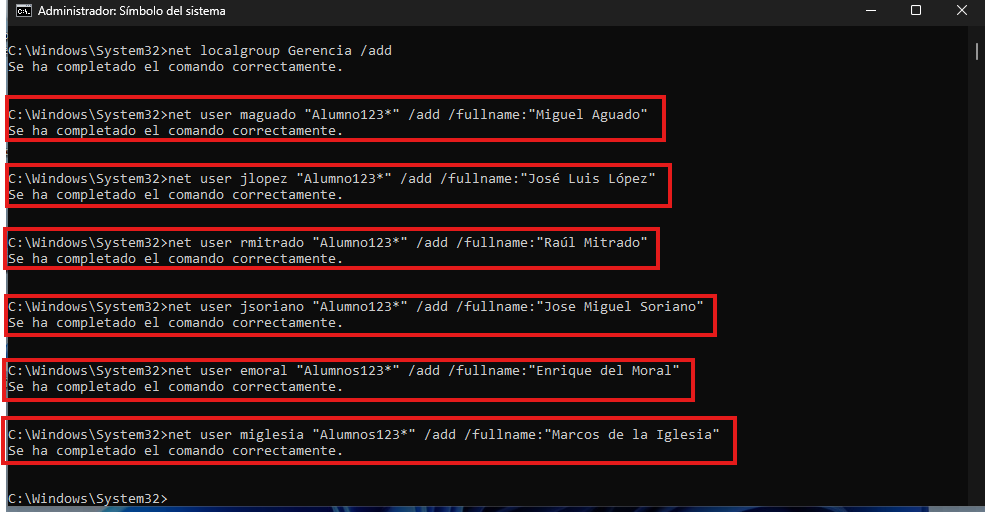 Administrador: Símbolo del sistema
C:\Windows\System32>net localgroup Gerencia /add
Se ha completado el comando correctamente.
C:\Windows\System32>net user maguado "Alumno123*" /add /fullname:"Miguel Aguado"
Se ha completado el comando correctamente.
C:\Windows\System32>net user jlopez "Alumno123*" /add /fullname:"José Luis López"
Se ha completado el comando correctamente.
C:\Windows\System32>net user rmitrado "Alumno123*" /add /fullname:"Raúl Mitrado"
Se ha completado el comando correctamente.
C:\Windows\System32>net user jsoriano "Alumno123*" /add /fullname:"Jose Miguel Soriano"
Se ha completado el comando correctamente.
C:\Windows\System32>net user emoral "Alumnos123*" /add /fullname:"Enrique del Moral"
Se ha completado el comando correctamente.
C:\Windows\System32>net user miglesia "Alumnos123*" /add /fullname:"Marcos de la Iglesia"
Se ha completado el comando correctamente.
C:\Windows\System32>